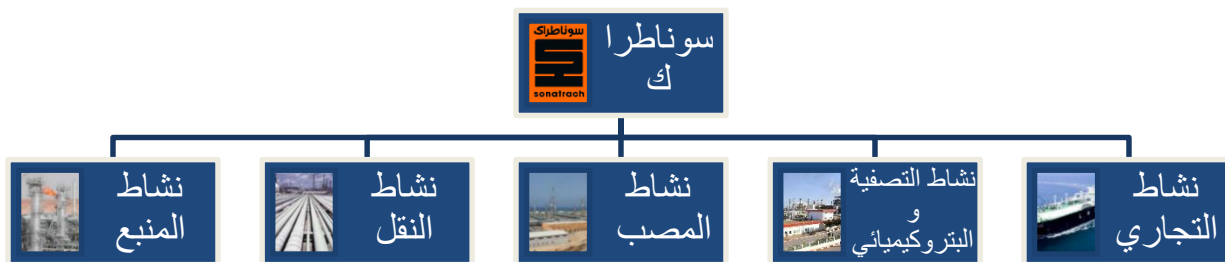 سوناطراك
sonatrach
سوناطرا
ك
نشاط
المنبع
نشاط
النقل
نشاط
المصب
نشاط التصفية
و
البتروكيميائي
نشاط
التجاري